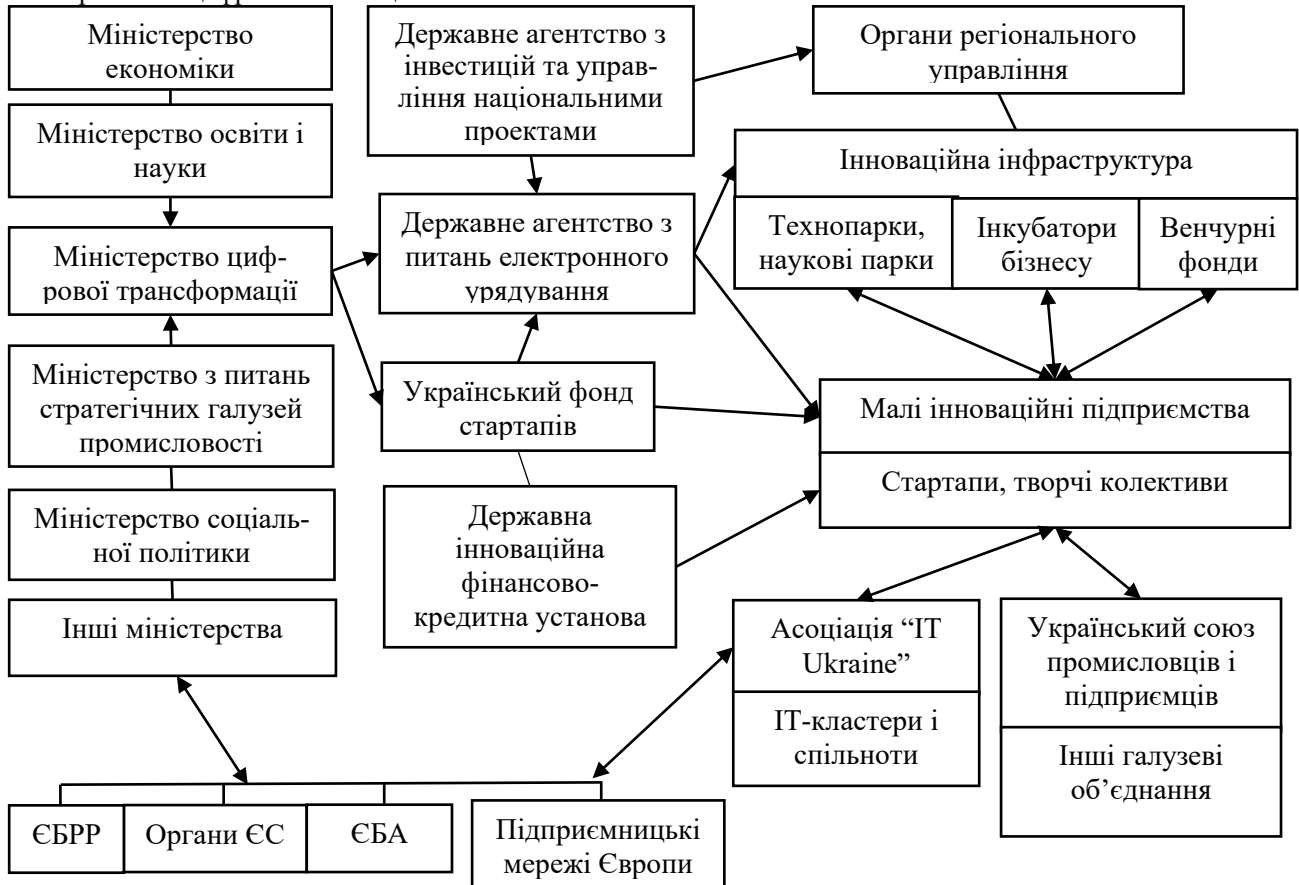 Міністерство
економіки
Міністерство освіти і
науки
Міністерство циф-
рової трансформації
Міністерство з питань
стратегічних галузей
промисловості
Міністерство соціаль-
ної політики
Інші міністерства
Державне агентство з
інвестицій та управ-
ління національними
проектами
Державне агентство з
питань електронного
урядування
Український фонд
стартапів
Державна
інноваційна
фінансово-
кредитна установа
Органи регіонального
управління
Інноваційна інфраструктура
Технопарки,
наукові парки
Інкубатори
бізнесу
Венчурні
фонди
Малі інноваційні підприємства
Стартапи, творчі колективи
Асоціація “IT
Ukraine”
ІТ-кластери і
спільноти
Український союз
промисловців і
підприємців
Інші галузеві
об’єднання
ЄБРР
Органи ЄС
ЄБА
Підприємницькі
мережі Європи